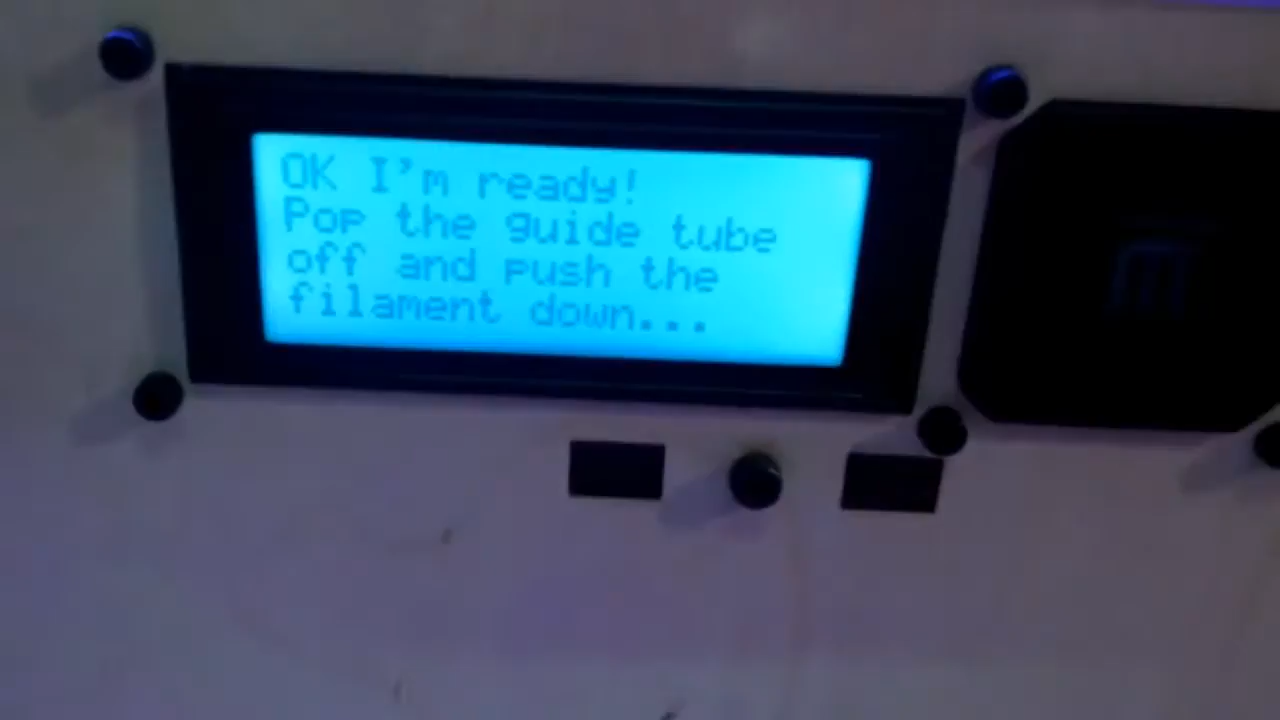 OK I'm ready!
Pop the guide tube
off and push the
filament down...